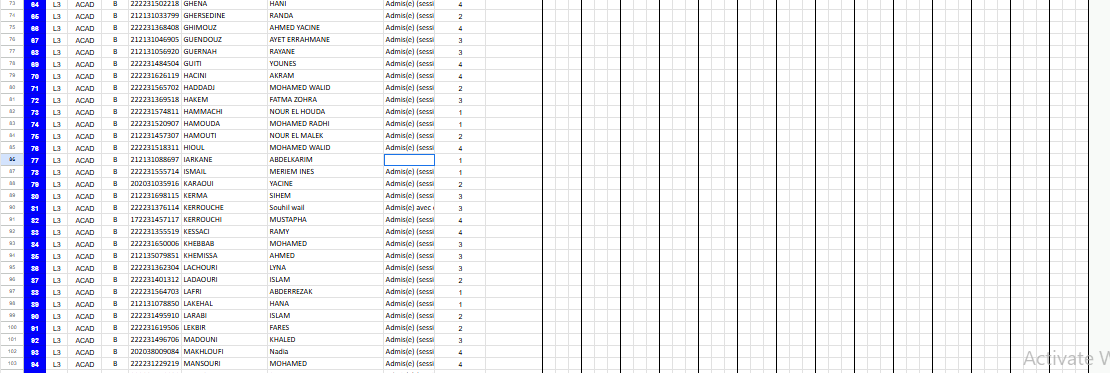 73 64 L3 ACAD B 222231502218 GHENA HANI Admis(e) (sessi 4
74 65 L3 ACAD B 212131033799 GHERSEDINE RANDA Admis(e) (sessi 2
75 66 L3 ACAD B 222231368408 GHIMOUZ AHMED YACINE Admis(e) (sessi 4
76 67 L3 ACAD B 212131046905 GUENDOUZ AYET ERRAHMANE Admis(e) (sessi 3
77 68 L3 ACAD B 212131056920 GUERNAH RAYANE Admis(e) (sessi 3
78 69 L3 ACAD B 222231484504 GUITI YOUNES Admis(e) (sessi 4
79 70 L3 ACAD B 222231626119 HACINI AKRAM Admis(e) (sessi 4
80 71 L3 ACAD B 222231565702 HADDADJ MOHAMED WALID Admis(e) (sessi 2
81 72 L3 ACAD B 222231369518 HAKEM FATMA ZOHRA Admis(e) (sessi 3
82 73 L3 ACAD B 222231574811 HAMMACHI NOUR EL HOUDA Admis(e) (sessi 1
83 74 L3 ACAD B 222231520907 HAMOUDA MOHAMED RADHI Admis(e) (sessi 1
84 75 L3 ACAD B 212231457307 HAMOUTI NOUR EL MALEK Admis(e) (sessi 2
85 76 L3 ACAD B 222231518311 HIOUL MOHAMED WALID Admis(e) (sessi 4
86 77 L3 ACAD B 212131088697 IARKANE ABDELKARIM 1
87 78 L3 ACAD B 222231555714 ISMAIL MERIEM INES Admis(e) (sessi 1
88 79 L3 ACAD B 202031035916 KARAOUI YACINE Admis(e) (sessi 2
89 80 L3 ACAD B 212231698115 KERMA SIHEM Admis(e) (sessi 3
90 81 L3 ACAD B 222231376114 KERROUCHE Souhil wail Admis(e) avec 3
91 82 L3 ACAD B 172231457117 KERROUCHI MUSTAPHA Admis(e) (sessi 4
92 83 L3 ACAD B 222231355519 KESSACI RAMY Admis(e) (sessi 4
93 84 L3 ACAD B 222231650006 KHEBBAB MOHAMED Admis(e) (sessi 3
94 85 L3 ACAD B 212135079851 KHEMISSA AHMED Admis(e) (sessi 3
95 86 L3 ACAD B 222231362304 LACHOURI LYNA Admis(e) (sessi 3
96 87 L3 ACAD B 222231401312 LADAOURI ISLAM Admis(e) (sessi 2
97 88 L3 ACAD B 222231564703 LAFRI ABDERREZAK Admis(e) (sessi 1
98 89 L3 ACAD B 212131078850 LAKEHAL HANA Admis(e) (sessi 1
99 90 L3 ACAD B 222231495910 LARABI ISLAM Admis(e) (sessi 2
100 91 L3 ACAD B 222231619506 LEKBIR FARES Admis(e) (sessi 2
101 92 L3 ACAD B 222231496706 MADOUNI KHALED Admis(e) (sessi 3
102 93 L3 ACAD B 202038009084 MAKHLOUFI Nadia Admis(e) (sessi 4
103 94 L3 ACAD B 222231229219 MANSOURI MOHAMED Admis(e) (sessi 4
Activate W